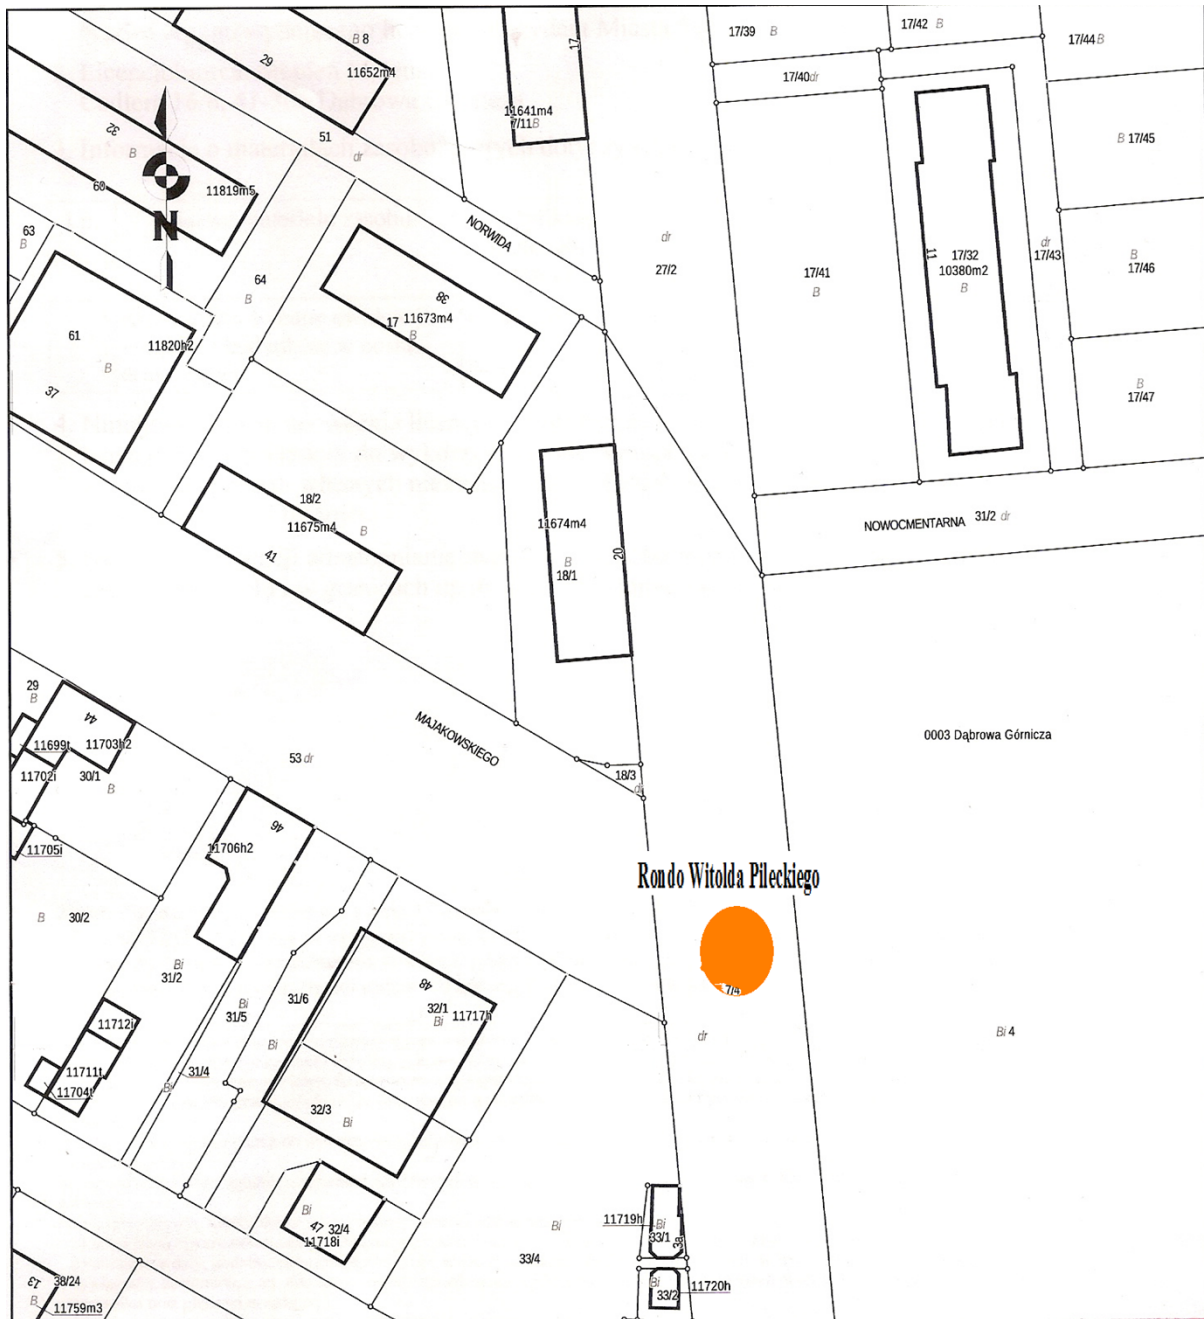 17/39 B
17/42 B
17/44 B
B 8
29
11652m4
17
11641m4
7/11 B
17/40 dr
51
dr
32
B
60
11819m5
N
B 17/45
NORWIDA
dr
27/2
63
B
64
B
38
17 11673m4
B
17/41
B
11
17/32
10380m2
B
dr
17/43
B
17/46
61
B
11820h2
37
B
17/47
18/2
11675m4
B
41
11674m4
B
18/1
20
NOWOCMENTARNA 31/2 dr
29
B
44
11703h2
11699t
11702i
30/1
B
11705i
MAJAKOWSKIEGO
53 dr
18/3
0003 Dąbrowa Górnicza
46
11706h2
Rondo Witolda Pileckiego
B 30/2
Bi
31/2
Bi
31/5
31/6
Bi
48
32/1
Bi
11717h
7/4
dr
Bi 4
11712i
11711t
11704t
31/4
Bi
32/3
Bi
Bi
47 32/4
11718i
Bi
33/4
11719h
Bi
33/1
3a
Bi
33/2
11720h
13
38/24
B
11759m3